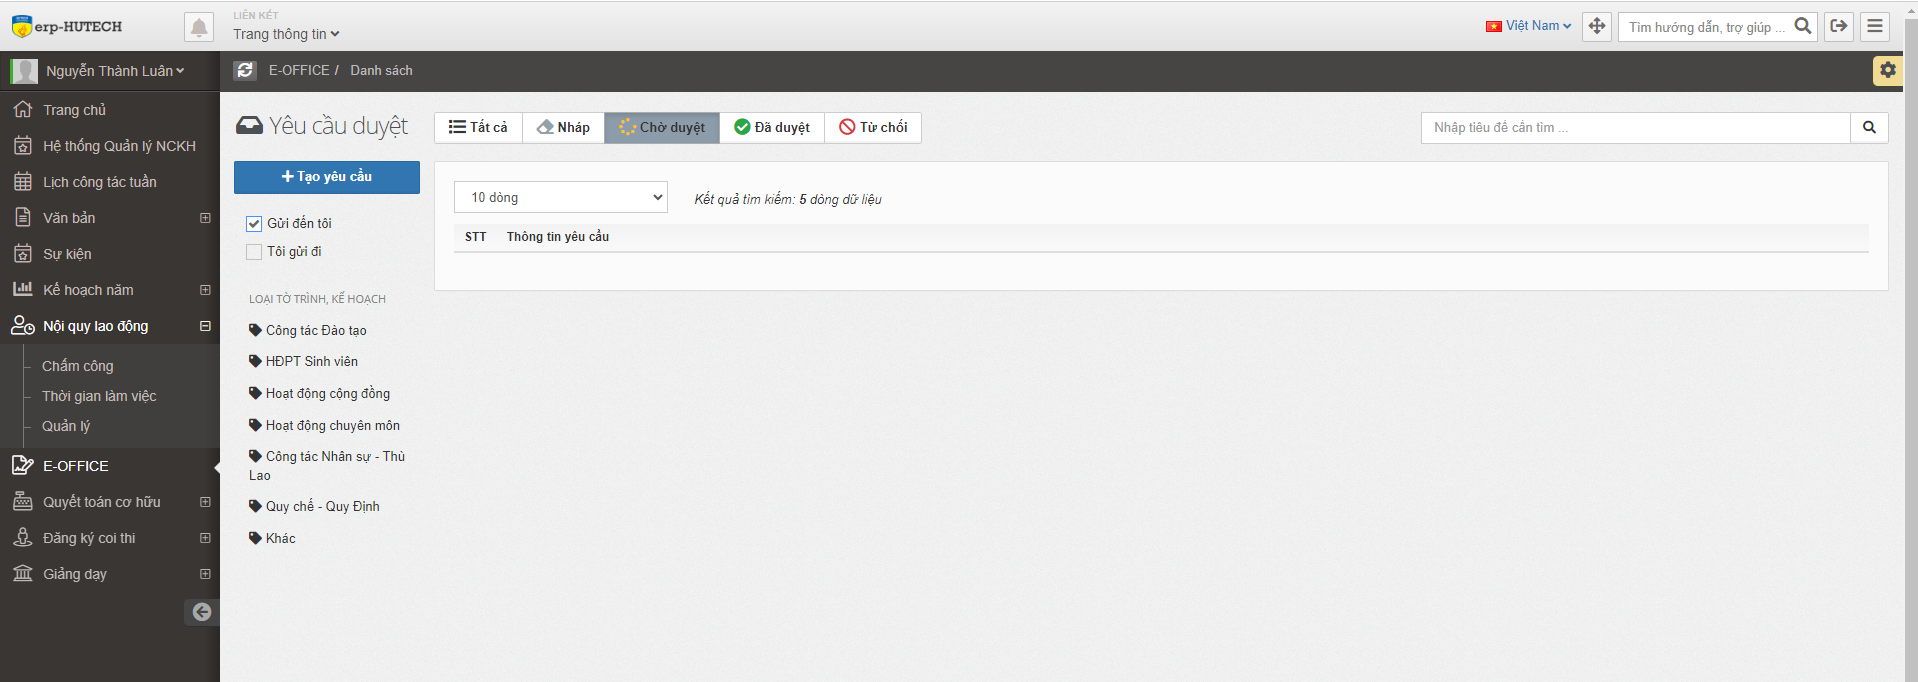 erp-HUTECH
LIÊN KẾT
Trang thông tin
Việt Nam
Tìm hướng dẫn, trợ giúp ...
Nguyễn Thành Luân
E-OFFICE / Danh sách
Trang chủ
Hệ thống Quản lý NCKH
Lịch công tác tuần
Văn bản
Sự kiện
Kế hoạch năm
Nội quy lao động
Chấm công
Thời gian làm việc
Quản lý
E-OFFICE
Quyết toán cơ hữu
Đăng ký coi thi
Giảng dạy
Yêu cầu duyệt
Tạo yêu cầu
Gửi đến tôi
Tôi gửi đi
LOẠI TỜ TRÌNH, KẾ HOẠCH
Công tác Đào tạo
HĐPT Sinh viên
Hoạt động cộng đồng
Hoạt động chuyên môn
Công tác Nhân sự - Thù
Lao
Quy chế - Quy Định
Khác
Tất cả Nháp Chờ duyệt Đã duyệt Từ chối
Nhập tiêu đề cần tìm ...
10 dòng
Kết quả tìm kiếm: 5 dòng dữ liệu
STT Thông tin yêu cầu